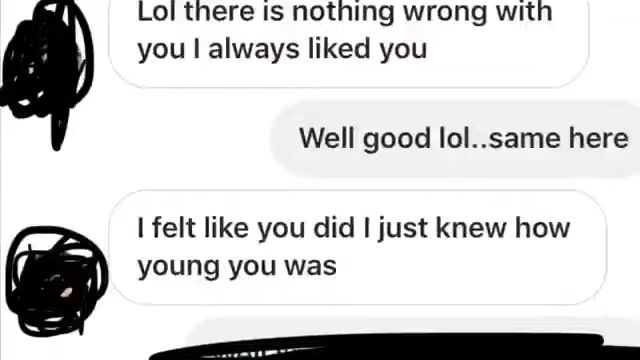 Lol there is nothing wrong with
you I always liked you
Well good lol..same here
I felt like you did I just knew how
young you was